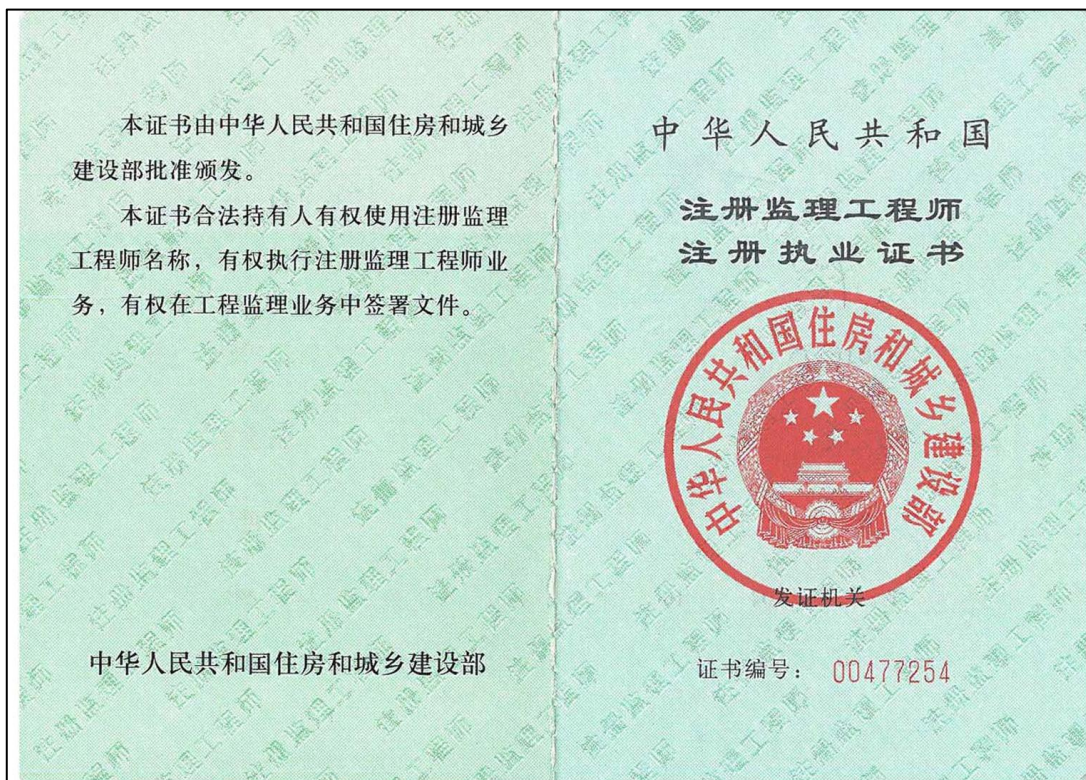 本证书由中华人民共和国住房和城乡
建设部批准颁发。
本证书合法持有人有权使用注册监理
工程师名称，有权执行注册监理工程师业
务，有权在工程监理业务中签署文件。
中华人民共和国住房和城乡建设部
中华人民共和国
注册监理工程师
注册执业证书
中华人民共和国住房和城乡建设部
发证机关
证书编号： 00477254